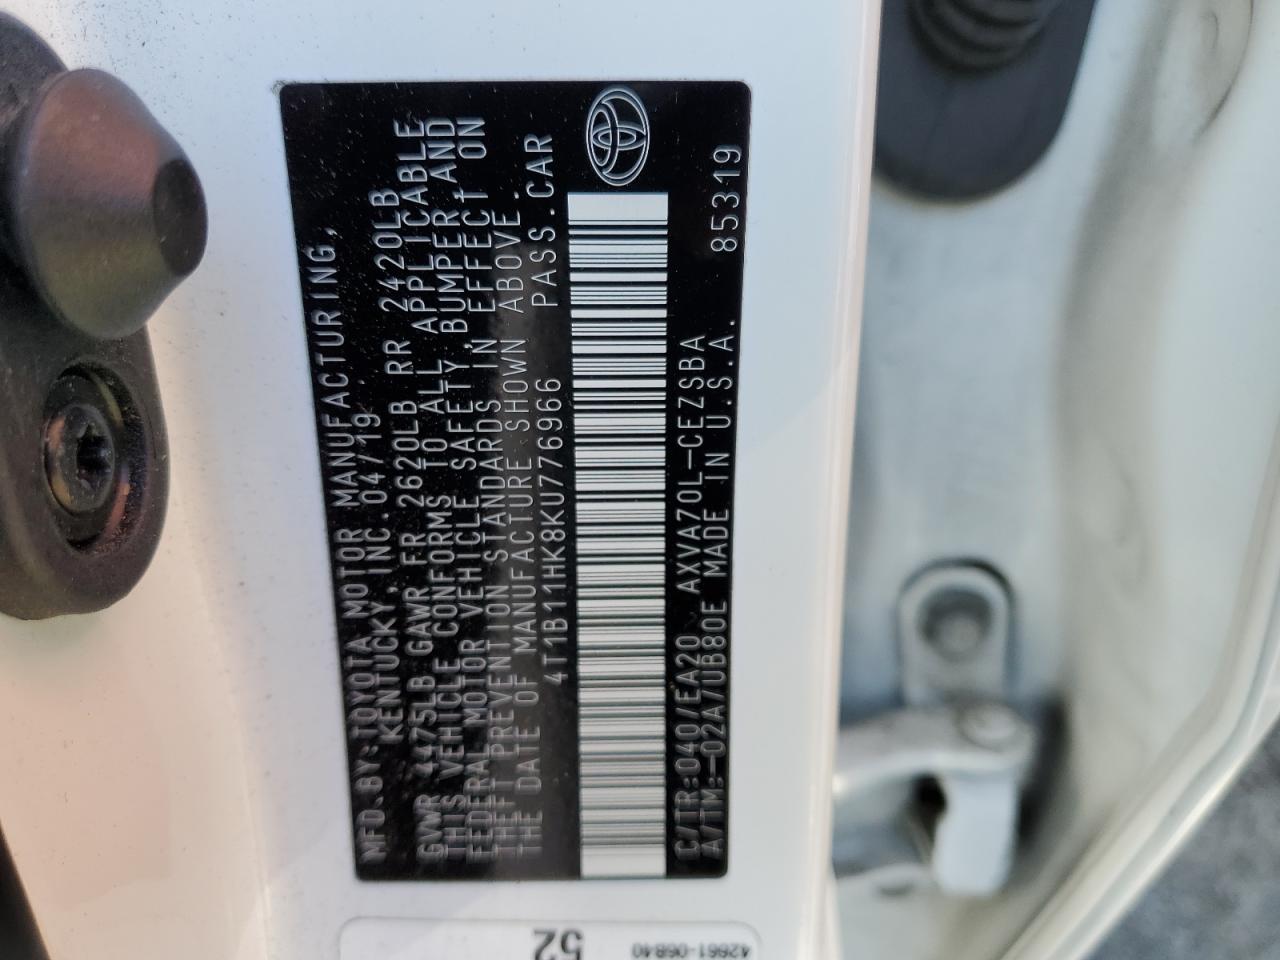 MFD.BY:TOYOTA MOTOR MANUFACTURING,
KENTUCKY,INC.04/19
GVWR 4475LB GAWR FR 2620LB RR 2420LB
THIS VEHICLE CONFORMS TO ALL APPLICABLE
FEDERAL MOTOR VEHICLE SAFETY,BUMPER,AND
THEFT PREVENTION STANDARDS IN EFFECT ON
THE DATE OF MANUFACTURE SHOWN ABOVE.
4T1B11HK8KU776966 PASS.CAR
C/TR:040/EA20 AXVA70L-CEZSBA
A/TM:-02A/UB80E MADE IN U.S.A. 85319
52
42661-06B40